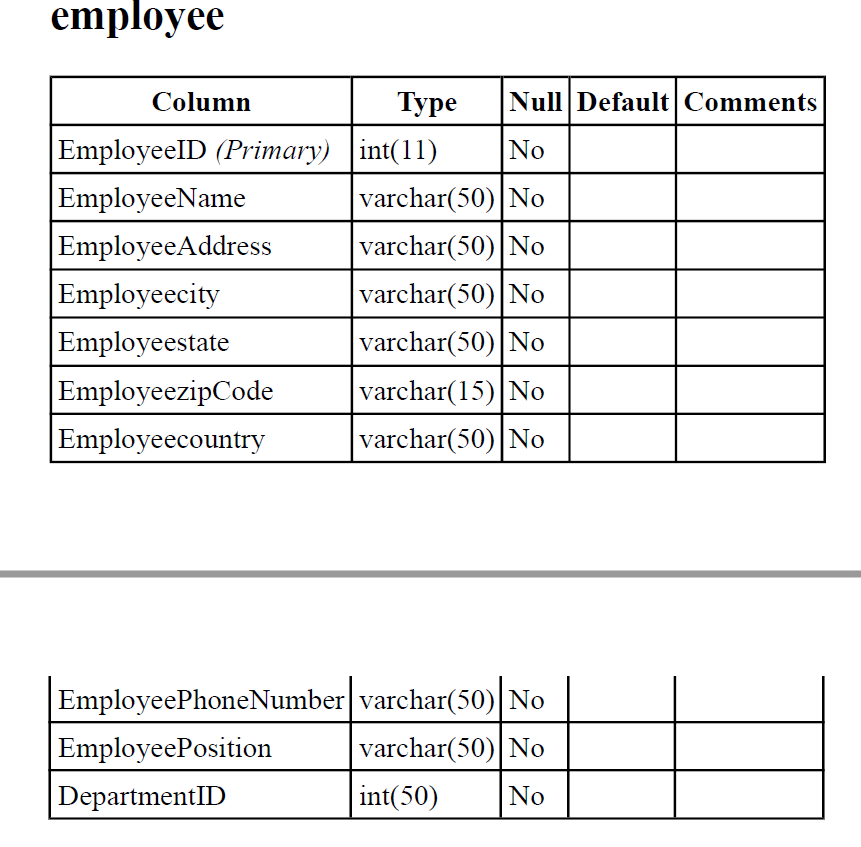 employee
Column Type Null Default Comments
EmployeeID (Primary) int(11) No
EmployeeName varchar(50) No
EmployeeAddress varchar(50) No
Employeecity varchar(50) No
Employeestate varchar(50) No
EmployeezipCode varchar(15) No
Employeecountry varchar(50) No
EmployeePhoneNumber varchar(50) No
EmployeePosition varchar(50) No
DepartmentID int(50) No